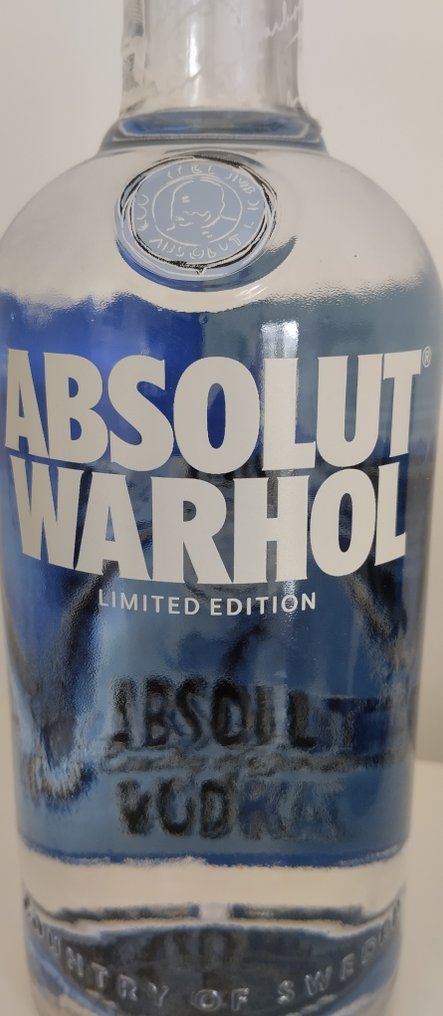 ABSOLUT®
WARHOL
LIMITED EDITION
ABSOLUT
VODKA
COUNTRY OF SWEDEN